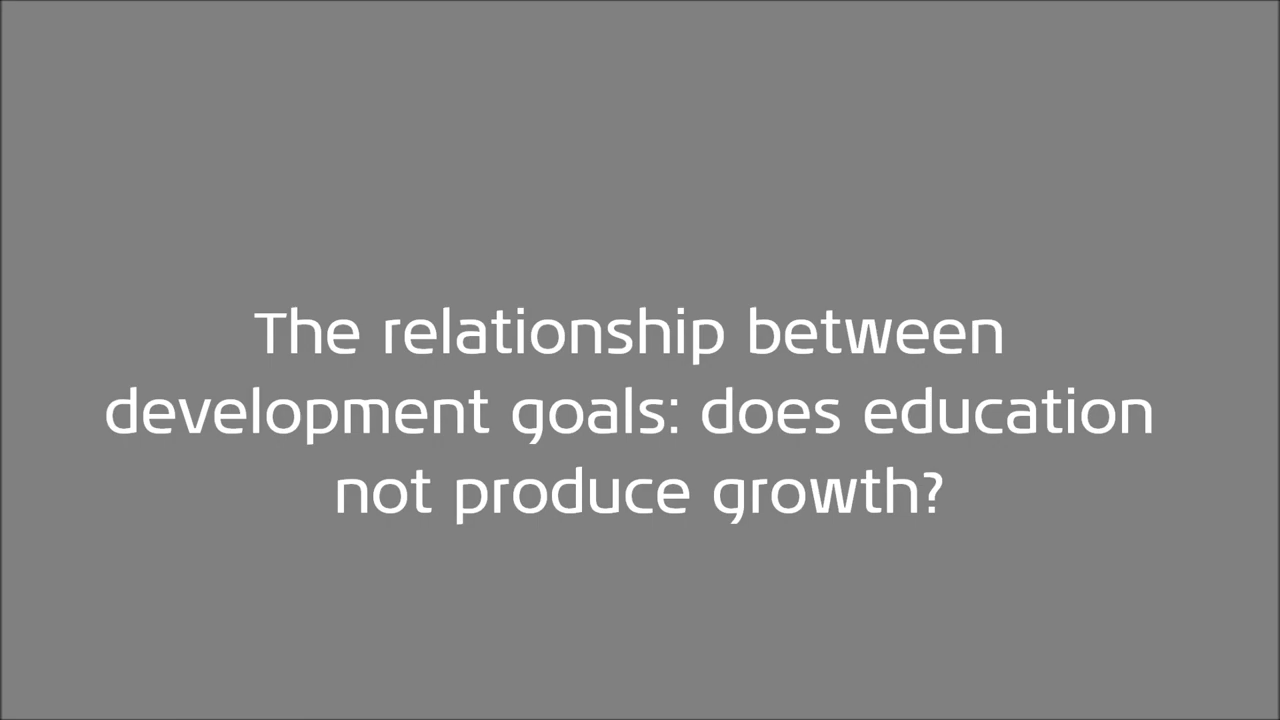 The relationship between
development goals: does education
not produce growth?